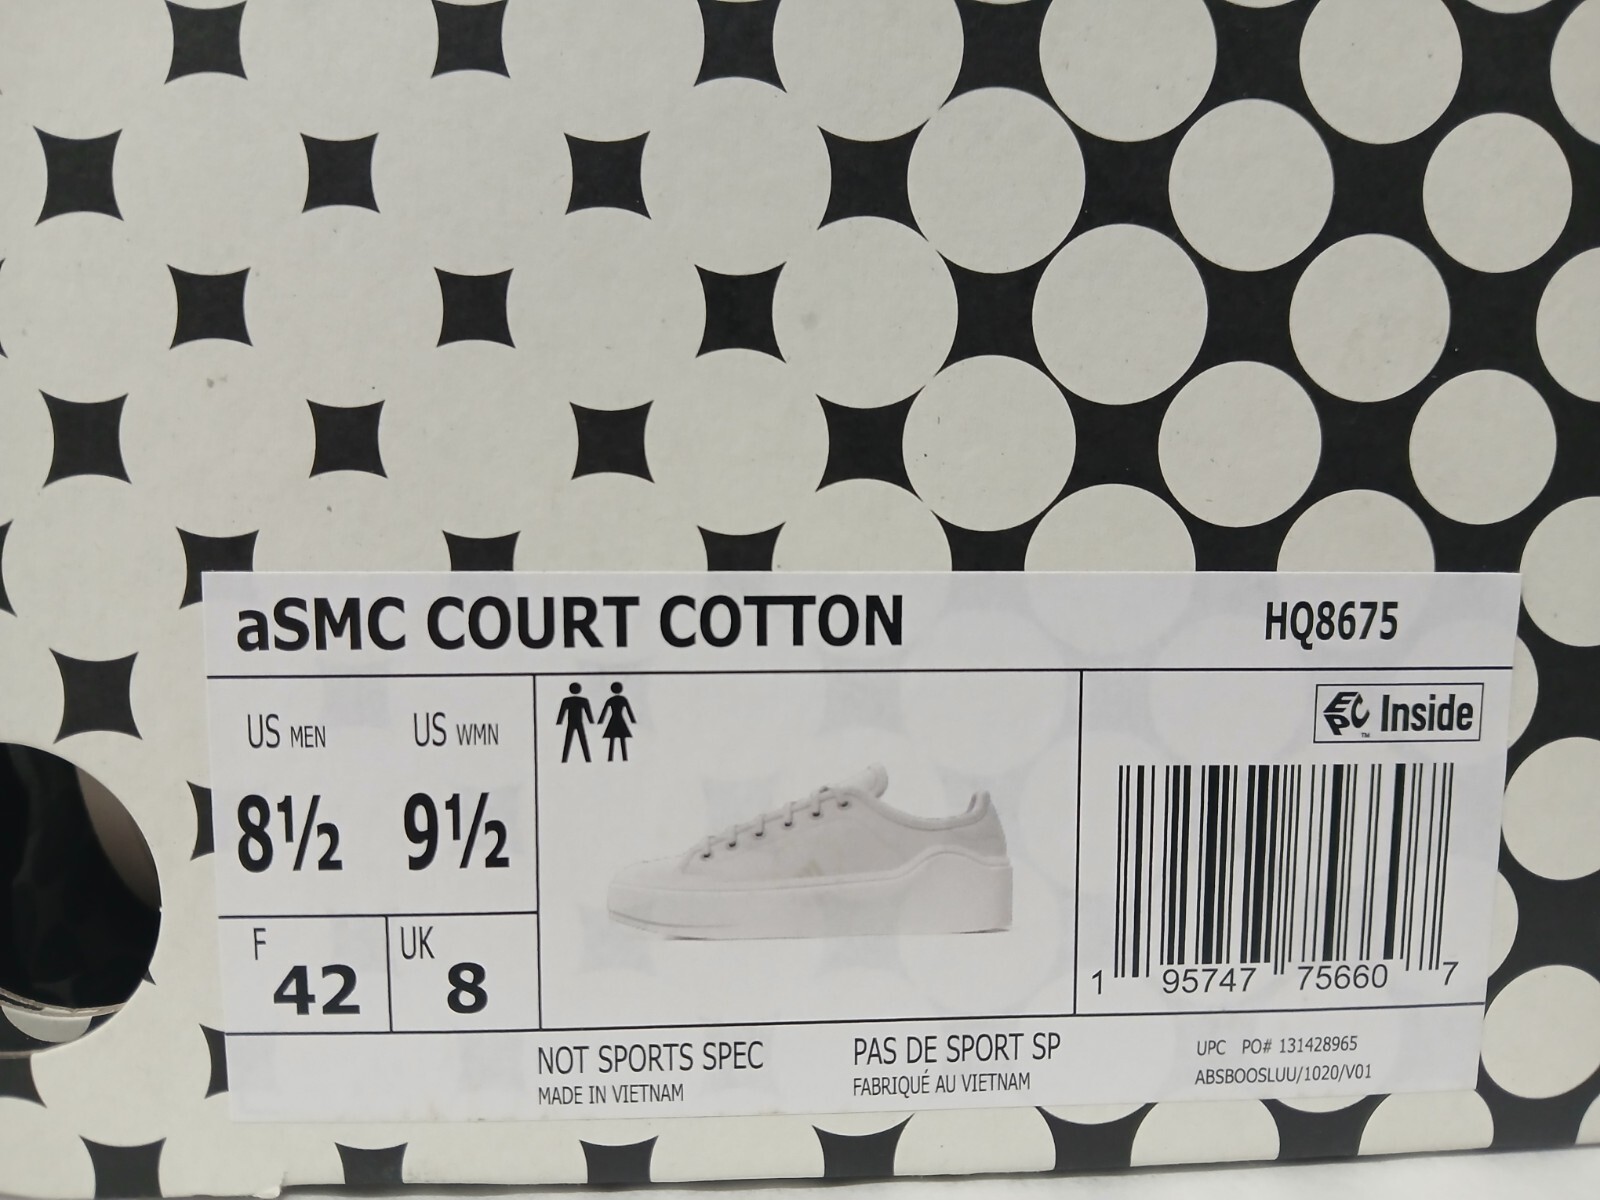 aSMC COURT COTTON HQ8675
US MEN US WMN
8½ 9½
F 42 UK 8
EPC™ Inside
1 95747 75660 7
NOT SPORTS SPEC PAS DE SPORT SP UPC PO# 131428965
MADE IN VIETNAM FABRIQUÉ AU VIETNAM ABSBOOSLUU/1020/V01